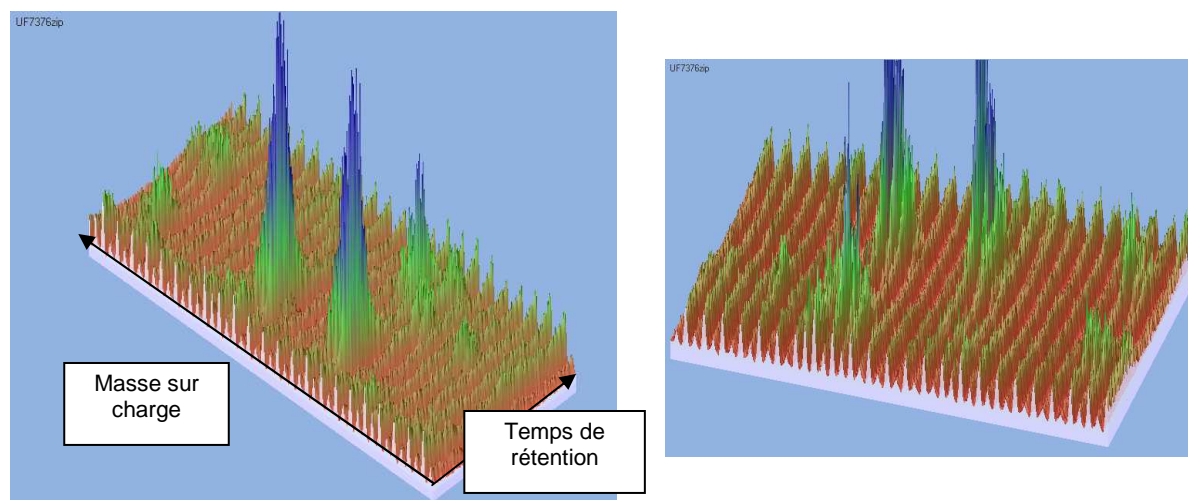 UF7376zip
Masse sur
charge
Temps de
rétention
UF7376zip